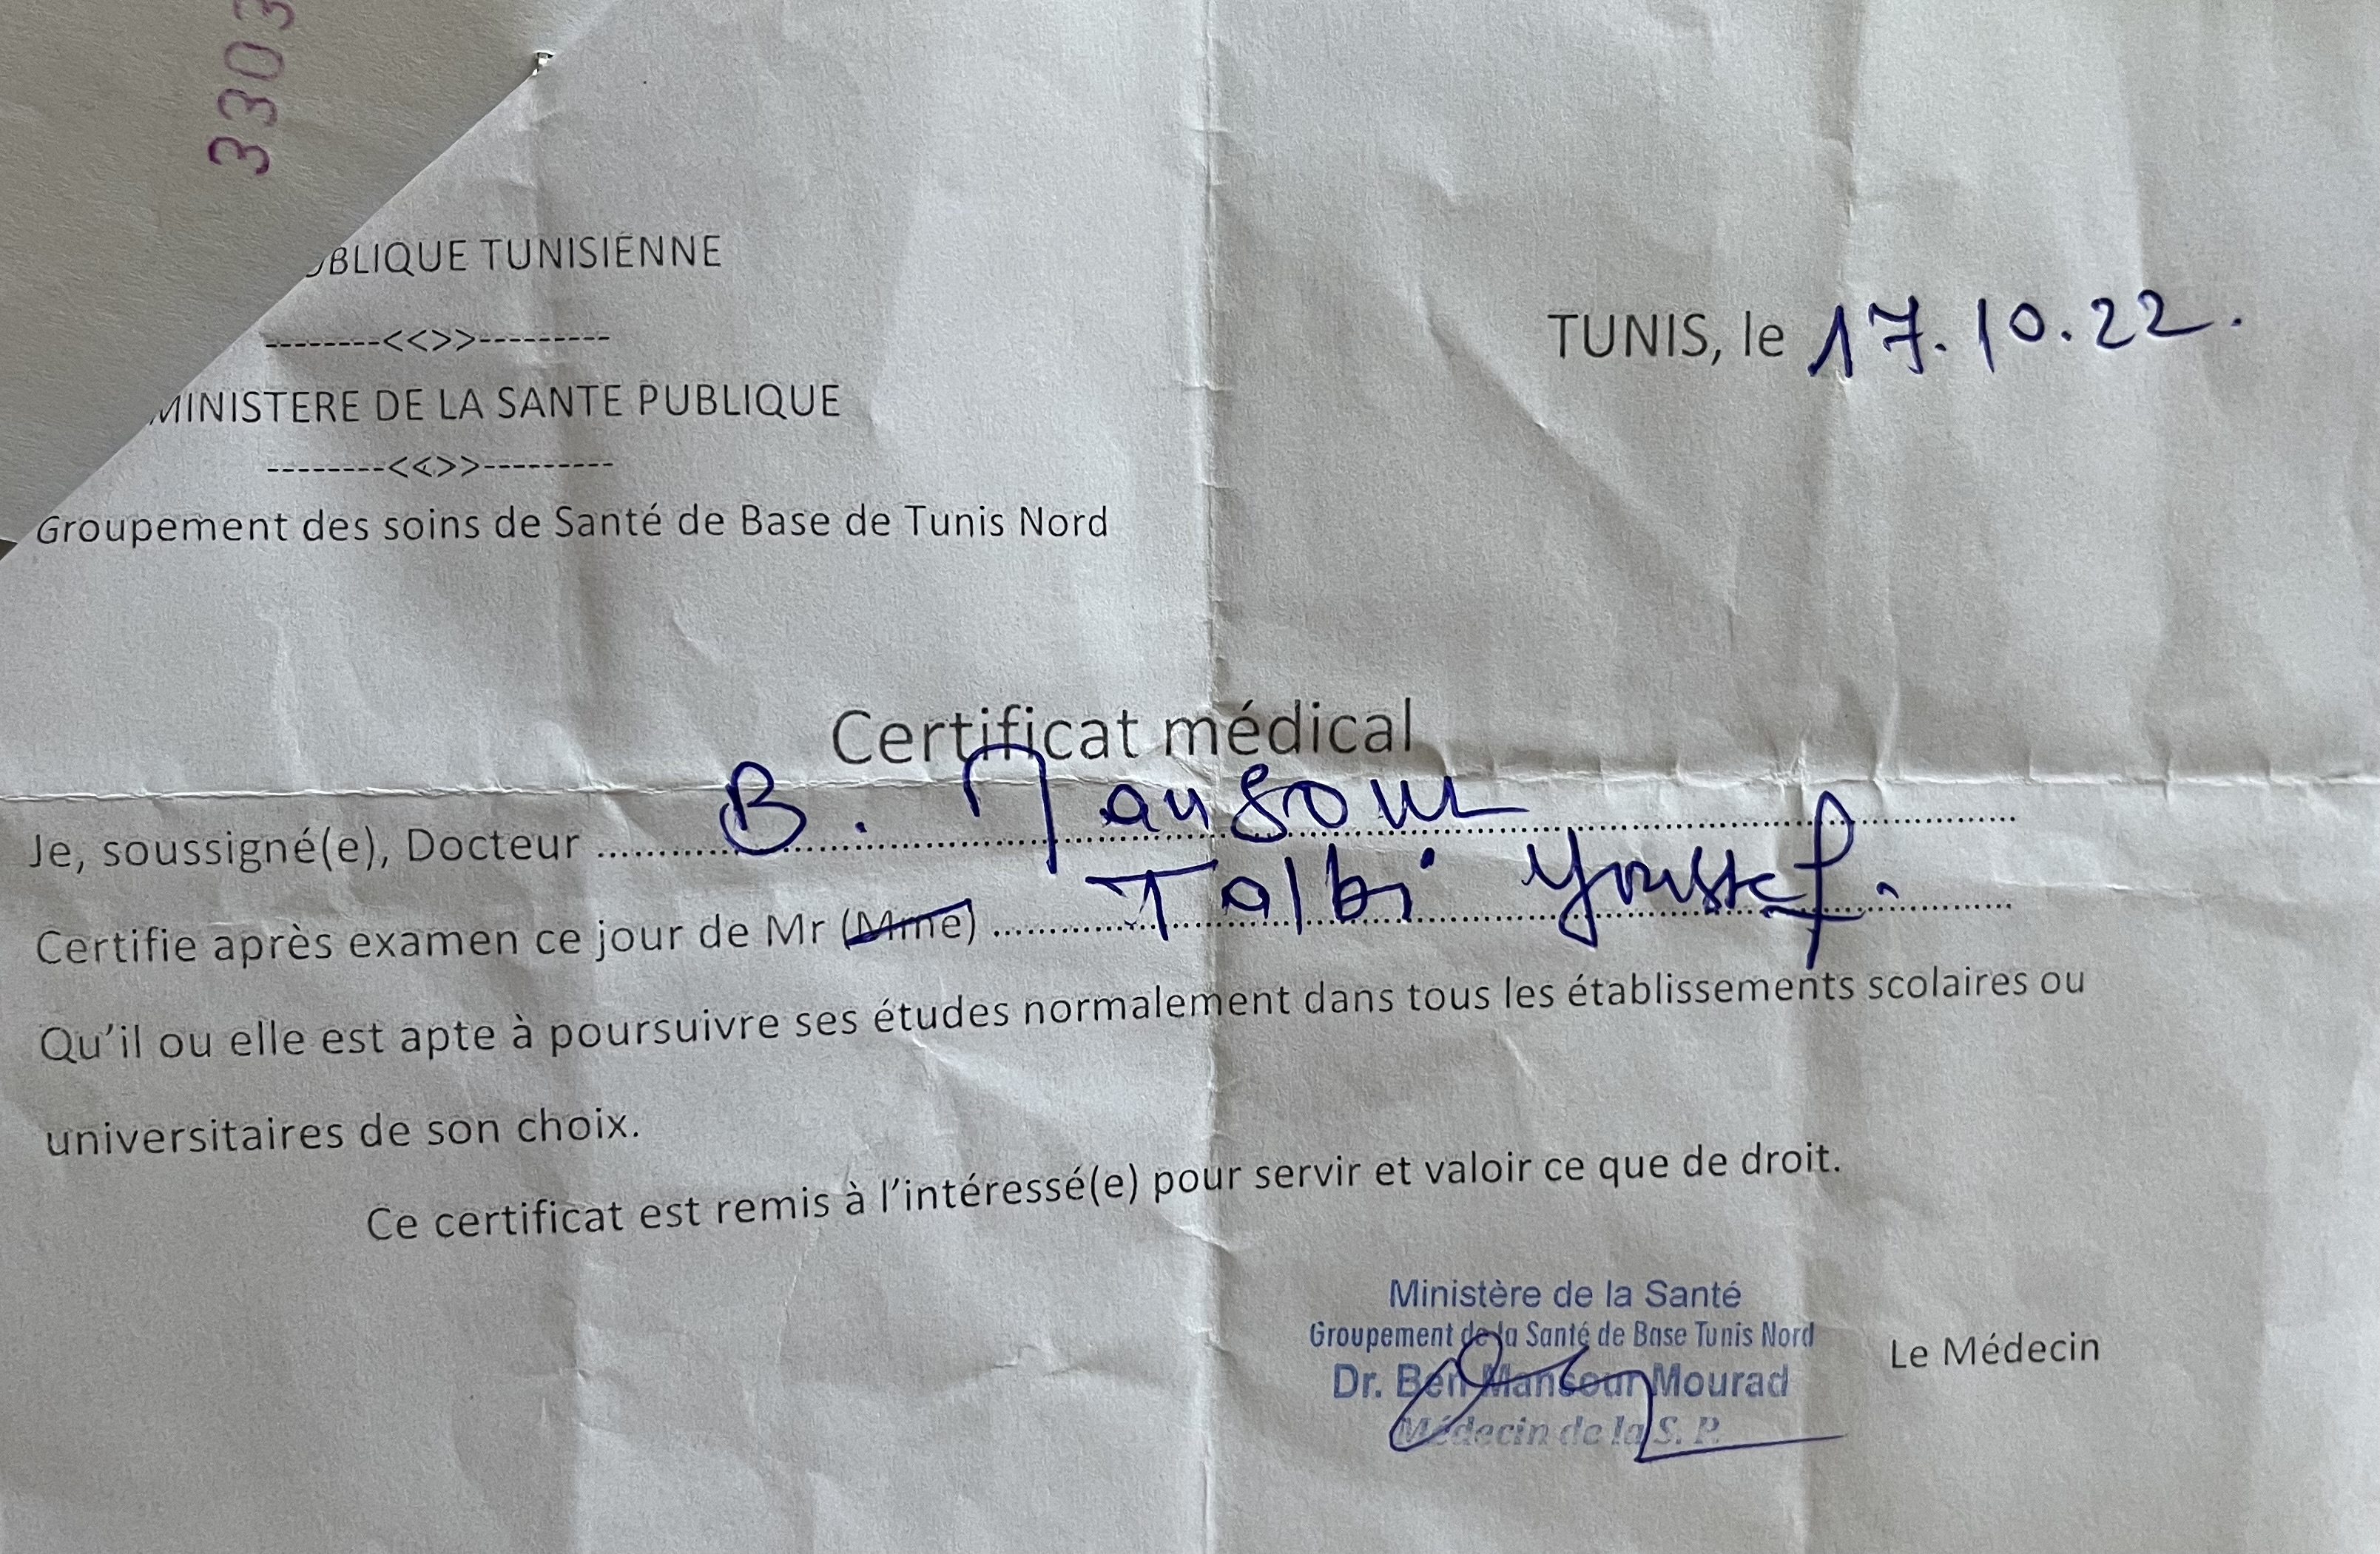 3303
UBLIQUE TUNISIENNE
--------<<>>---------
MINISTERE DE LA SANTE PUBLIQUE
--------<<>>---------
Groupement des soins de Santé de Base de Tunis Nord
TUNIS, le 17.10.22.
Certificat médical
Je, soussigné(e), Docteur B. Mansour
Certifie après examen ce jour de Mr (Mme) Talbi Youssef.
Qu'il ou elle est apte à poursuivre ses études normalement dans tous les établissements scolaires ou
universitaires de son choix.
Ce certificat est remis à l'intéressé(e) pour servir et valoir ce que de droit.
Ministère de la Santé
Groupement de la Santé de Base Tunis Nord
Dr. Ben Mansour Mourad
Médecin de la S. P.
Le Médecin